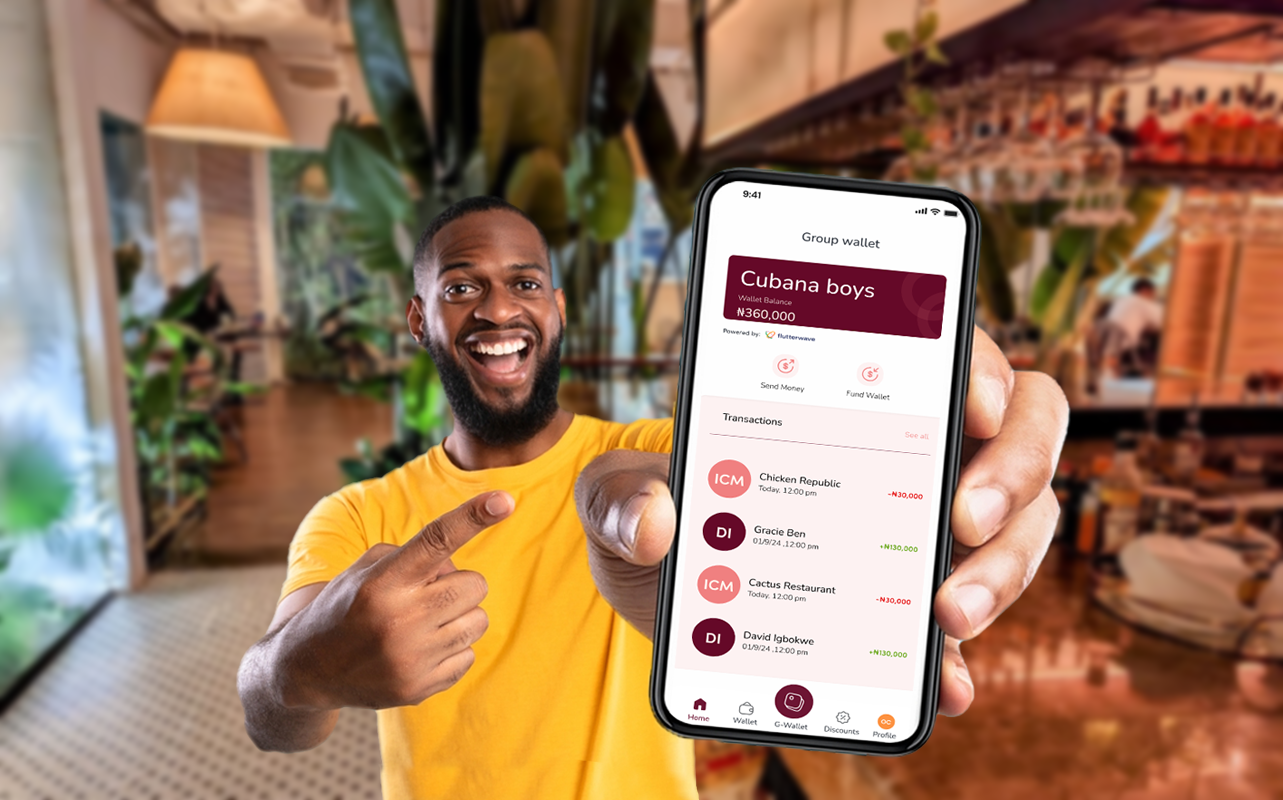 9:41
Group wallet
Cubana boys
Wallet Balance
₦360,000
Powered by: flutterwave
Send Money
Fund Wallet
Transactions
See all
ICM
Chicken Republic
Today, 12:00 pm
-₦30,000
DI
Gracie Ben
01/9/24 ,12:00 pm
+₦130,000
ICM
Cactus Restaurant
Today, 12:00 pm
-₦30,000
DI
David Igbokwe
01/9/24 ,12:00 pm
+₦130,000
Home
Wallet
G-Wallet
Discounts
OC
Profile